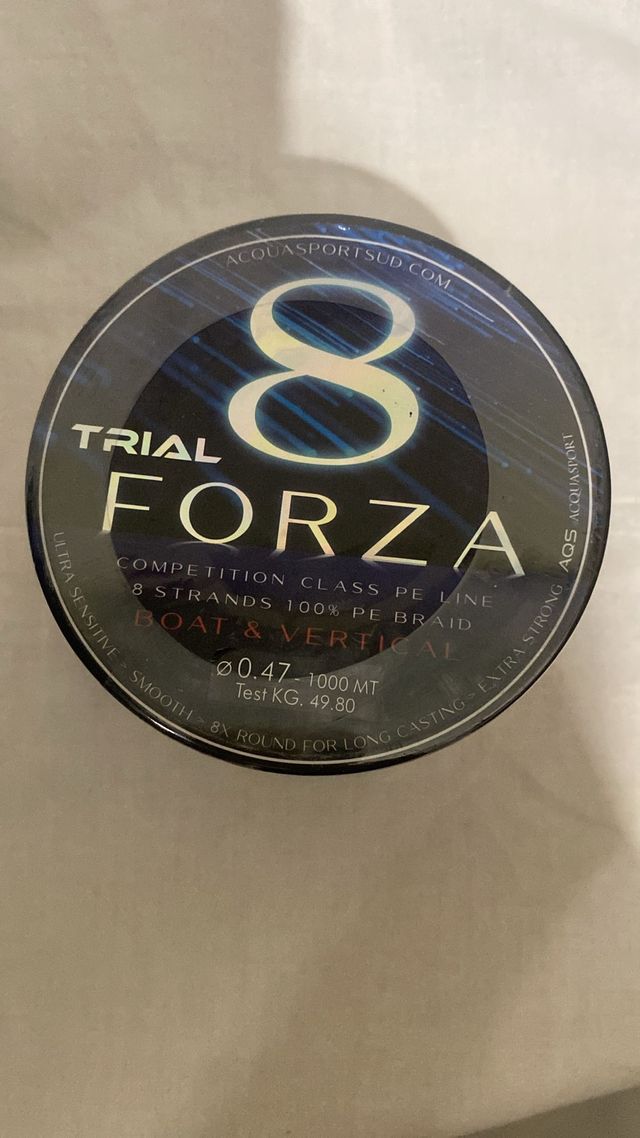 ACQUASPORTSUD.COM
8
TRIAL
FORZA
COMPETITION CLASS PE LINE
8 STRANDS 100% PE BRAID
BOAT & VERTICAL
Ø 0.47 - 1000 MT
Test KG. 49.80
ULTRA SENSITIVE > SMOOTH > 8X ROUND FOR LONG CASTING > EXTRA STRONG
AQS ACQUASPORT